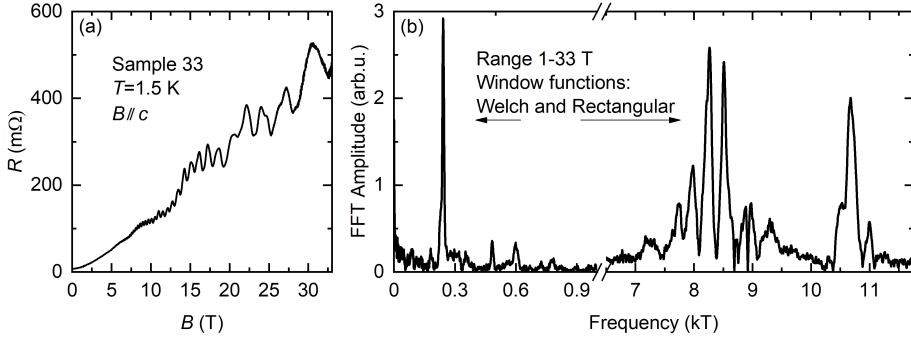 (a)
Sample 33
T=1.5 K
B // c
600
400
200
0
R (mΩ)
0 5 10 15 20 25 30
B (T)
(b)
Range 1-33 T
Window functions:
Welch and Rectangular
3
2
1
0
FFT Amplitude (arb.u.)
0 0.3 0.6 0.9 7 8 9 10 11
Frequency (kT)